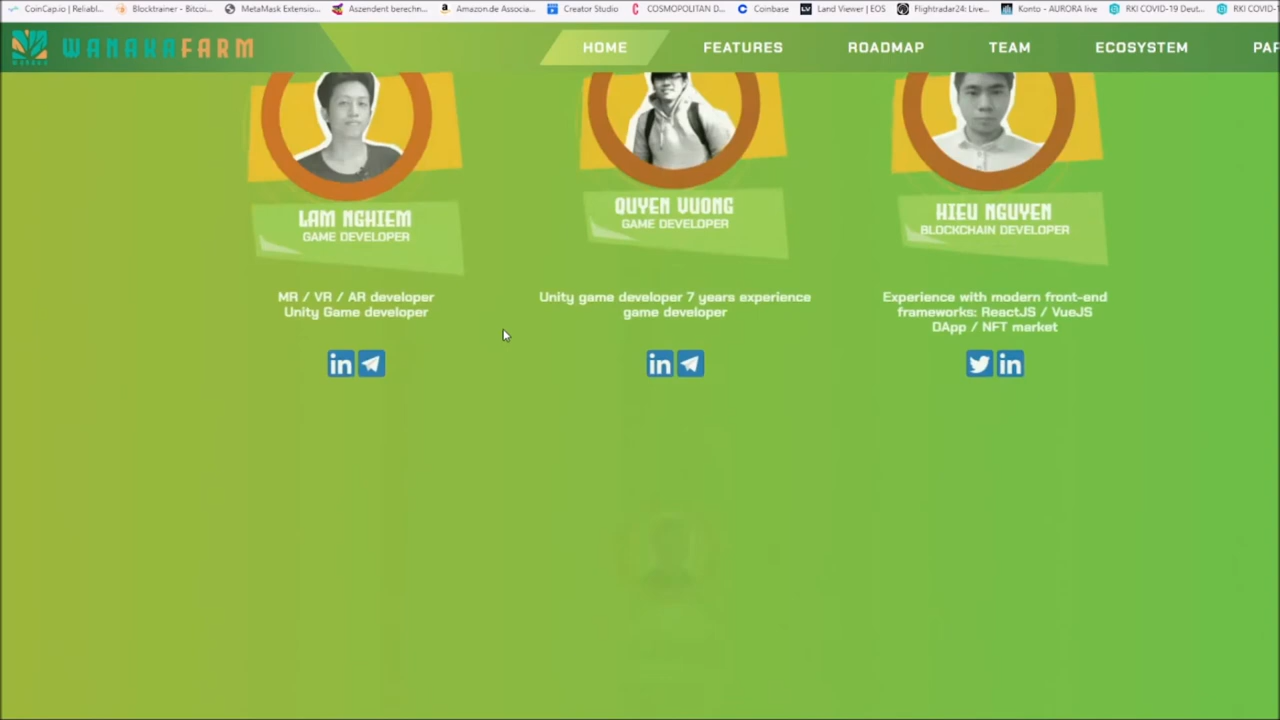 CoinCap.io | Reliabl...
Blocktrainer - Bitcoi...
MetaMask Extensio...
Aszendent berechn...
Amazon.de Associa...
Creator Studio
COSMOPOLITAN D...
Coinbase
Land Viewer | EOS
Flightradar24: Live...
Konto - AURORA live
RKI COVID-19 Deut...
RKI COVID-
WANAKAFARM
HOME
FEATURES
ROADMAP
TEAM
ECOSYSTEM
PAP
LAM NGHIEM
GAME DEVELOPER
MR / VR / AR developer
Unity Game developer
QUYEN VUONG
GAME DEVELOPER
Unity game developer 7 years experience
game developer
HIEU NGUYEN
BLOCKCHAIN DEVELOPER
Experience with modern front-end
frameworks: ReactJS / VueJS
DApp / NFT market